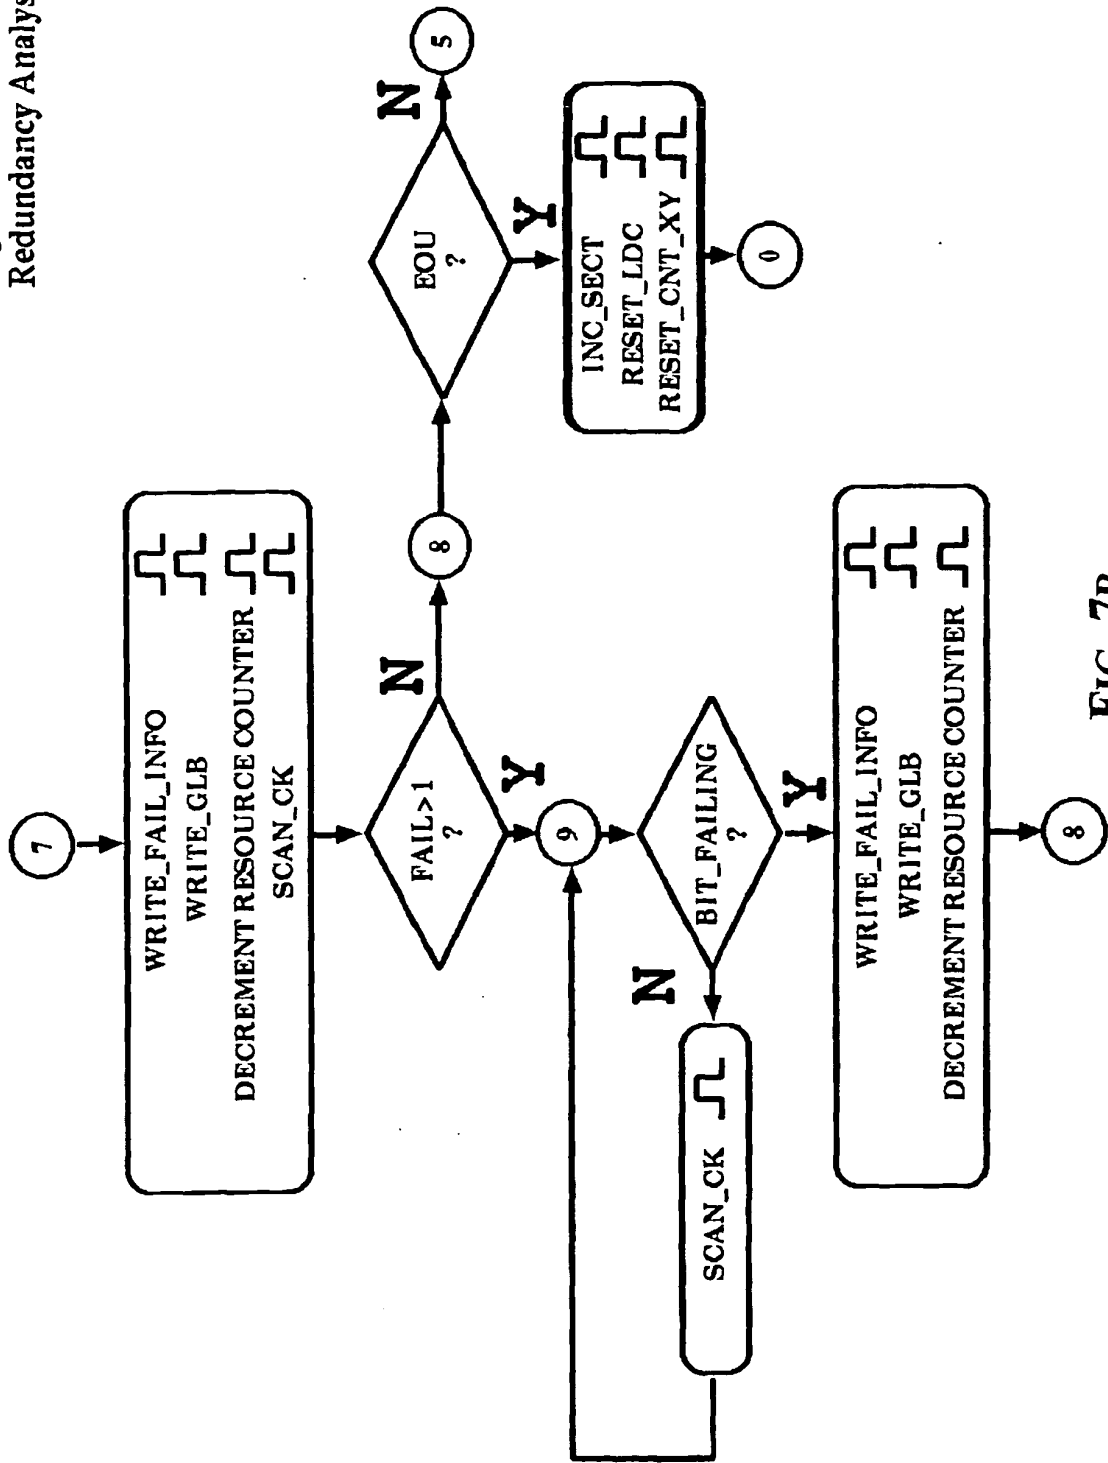 Redundancy Analys
7
WRITE_FAIL_INFO
WRITE_GLB
DECREMENT RESOURCE COUNTER
SCAN_CK
FAIL>1
?
N
8
EOU
?
N
5
Y
INC_SECT
RESET_LDC
RESET_CNT_XY
0
Y
9
BIT_FAILING
?
N
SCAN_CK
Y
WRITE_FAIL_INFO
WRITE_GLB
DECREMENT RESOURCE COUNTER
8
FIG. 7B